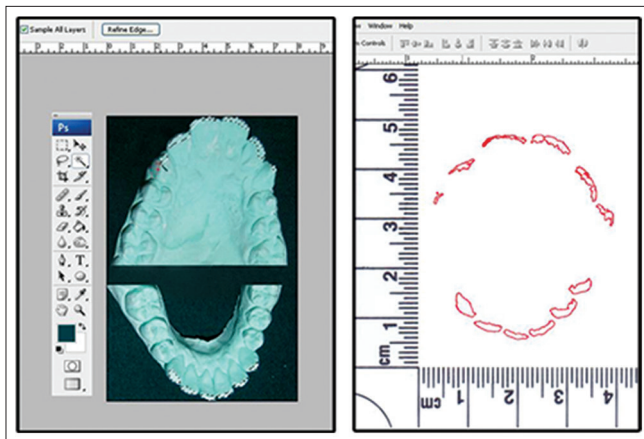 Sample All Layers Refine Edge...
Ps
Window Help
Controls
6
5
4
3
2
1
cm
cm 1 2 3 4